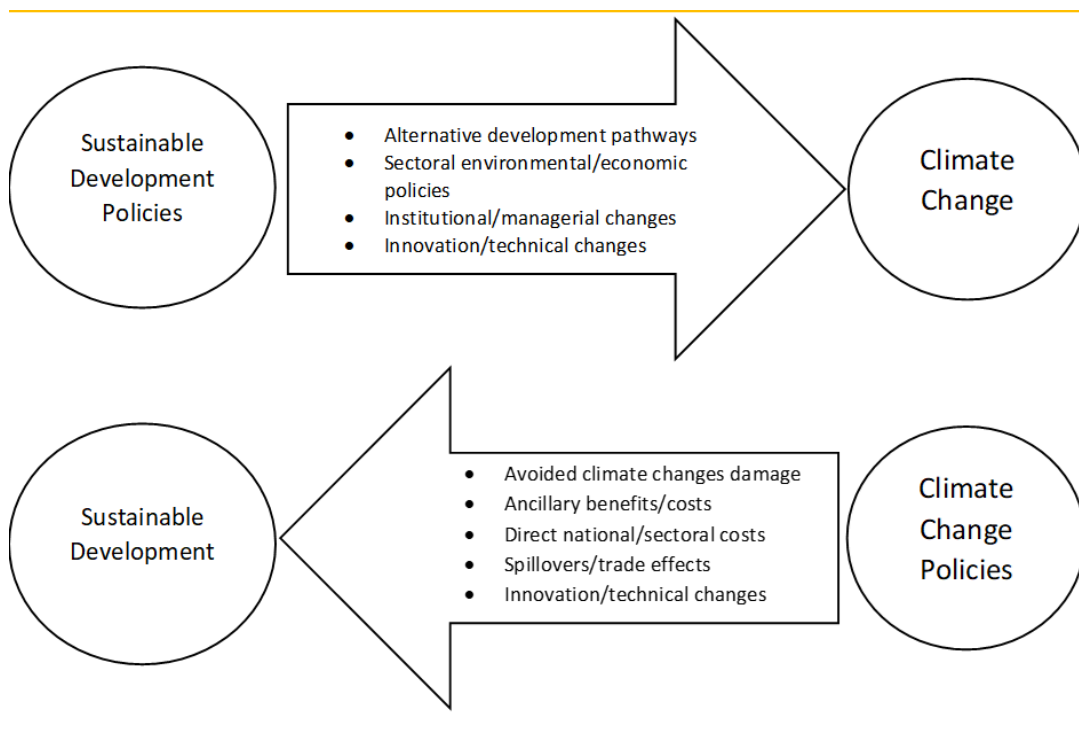 Sustainable
Development
Policies
• Alternative development pathways
• Sectoral environmental/economic
policies
• Institutional/managerial changes
• Innovation/technical changes
Climate
Change
Sustainable
Development
• Avoided climate changes damage
• Ancillary benefits/costs
• Direct national/sectoral costs
• Spillovers/trade effects
• Innovation/technical changes
Climate
Change
Policies